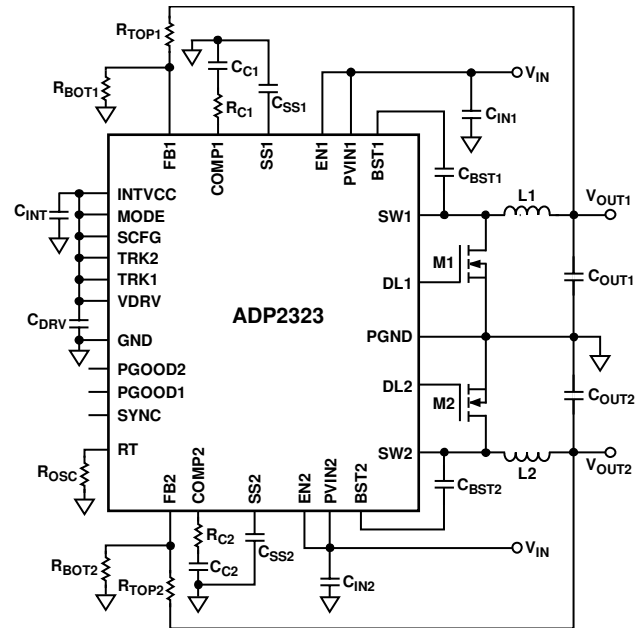 RTOP1
RBOT1
CC1
RC1
CSS1
VIN
CIN1
FB1
COMP1
SS1
EN1
PVIN1
BST1
CBST1
L1
VOUT1
CINT
INTVCC
MODE
SCFG
TRK2
TRK1
VDRV
CDRV
GND
PGOOD2
PGOOD1
SYNC
RT
ROSC
ADP2323
SW1
M1
DL1
COUT1
PGND
DL2
M2
COUT2
SW2
L2
VOUT2
FB2
COMP2
SS2
EN2
PVIN2
BST2
CBST2
RC2
CC2
CSS2
VIN
RBOT2
RTOP2
CIN2